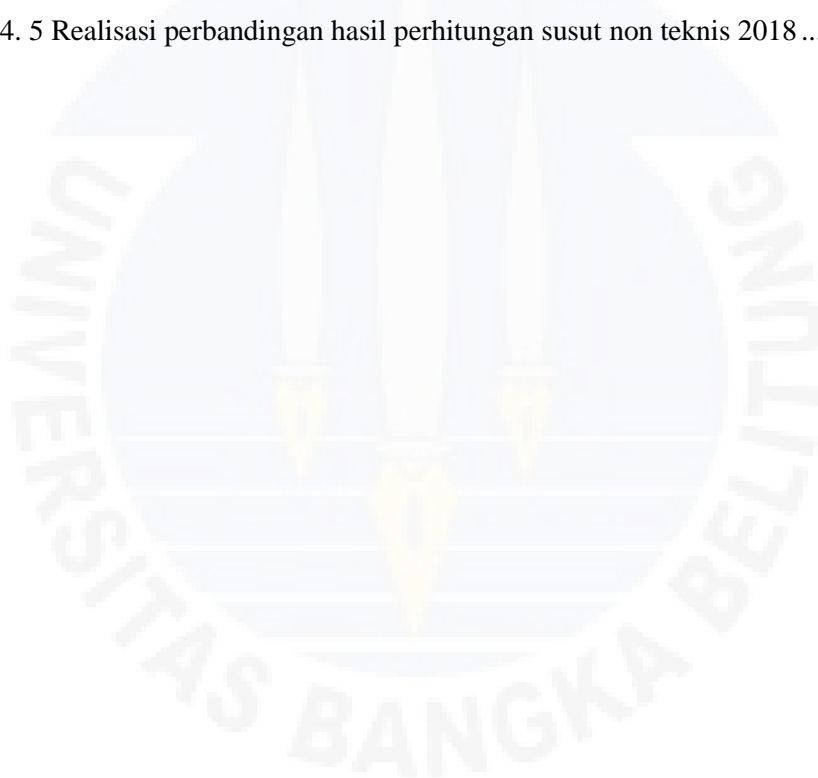 4. 5 Realisasi perbandingan hasil perhitungan susut non teknis 2018 ...
UNIVERSITAS BANGKA BELITUNG